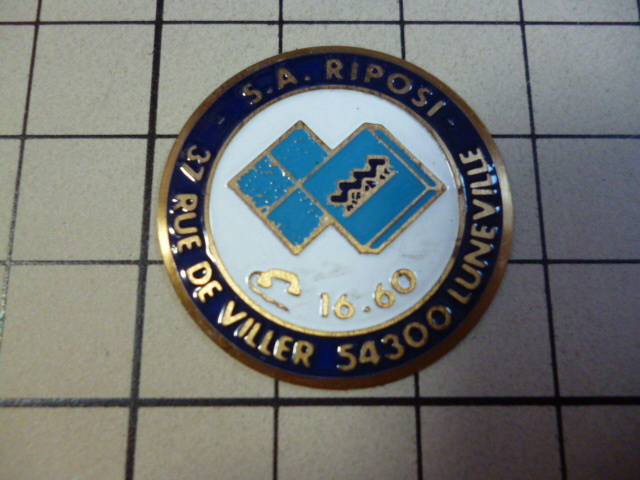 - S.A. RIPOSI -
37 RUE DE VILLER 54300 LUNEVILLE
16.60